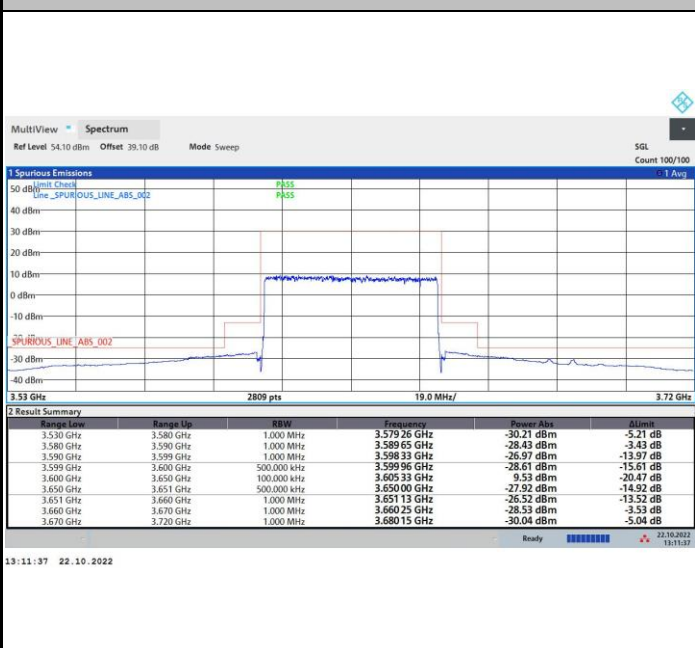 MultiView Spectrum
Ref Level 54.10 dBm Offset 39.10 dB Mode Sweep SGL
Count 100/100
1 Spurious Emissions 1 Avg
50 dBm Limit Check PASS
Line _SPURIOUS_LINE_ABS_002 PASS
40 dBm
30 dBm
20 dBm
10 dBm
0 dBm
-10 dBm
SPURIOUS_LINE_ABS_002
-30 dBm
-40 dBm
3.53 GHz 2809 pts 19.0 MHz/ 3.72 GHz
2 Result Summary
Range Low Range Up RBW Frequency Power Abs ΔLimit
3.530 GHz 3.580 GHz 1.000 MHz 3.579 26 GHz -30.21 dBm -5.21 dB
3.580 GHz 3.590 GHz 1.000 MHz 3.589 65 GHz -28.43 dBm -3.43 dB
3.590 GHz 3.599 GHz 1.000 MHz 3.598 33 GHz -26.97 dBm -13.97 dB
3.599 GHz 3.600 GHz 500.000 kHz 3.599 96 GHz -28.61 dBm -15.61 dB
3.600 GHz 3.650 GHz 100.000 kHz 3.605 33 GHz 9.53 dBm -20.47 dB
3.650 GHz 3.651 GHz 500.000 kHz 3.650 00 GHz -27.92 dBm -14.92 dB
3.651 GHz 3.660 GHz 1.000 MHz 3.651 13 GHz -26.52 dBm -13.52 dB
3.660 GHz 3.670 GHz 1.000 MHz 3.660 25 GHz -28.53 dBm -3.53 dB
3.670 GHz 3.720 GHz 1.000 MHz 3.680 15 GHz -30.04 dBm -5.04 dB
Ready 22.10.2022
13:11:37
13:11:37 22.10.2022